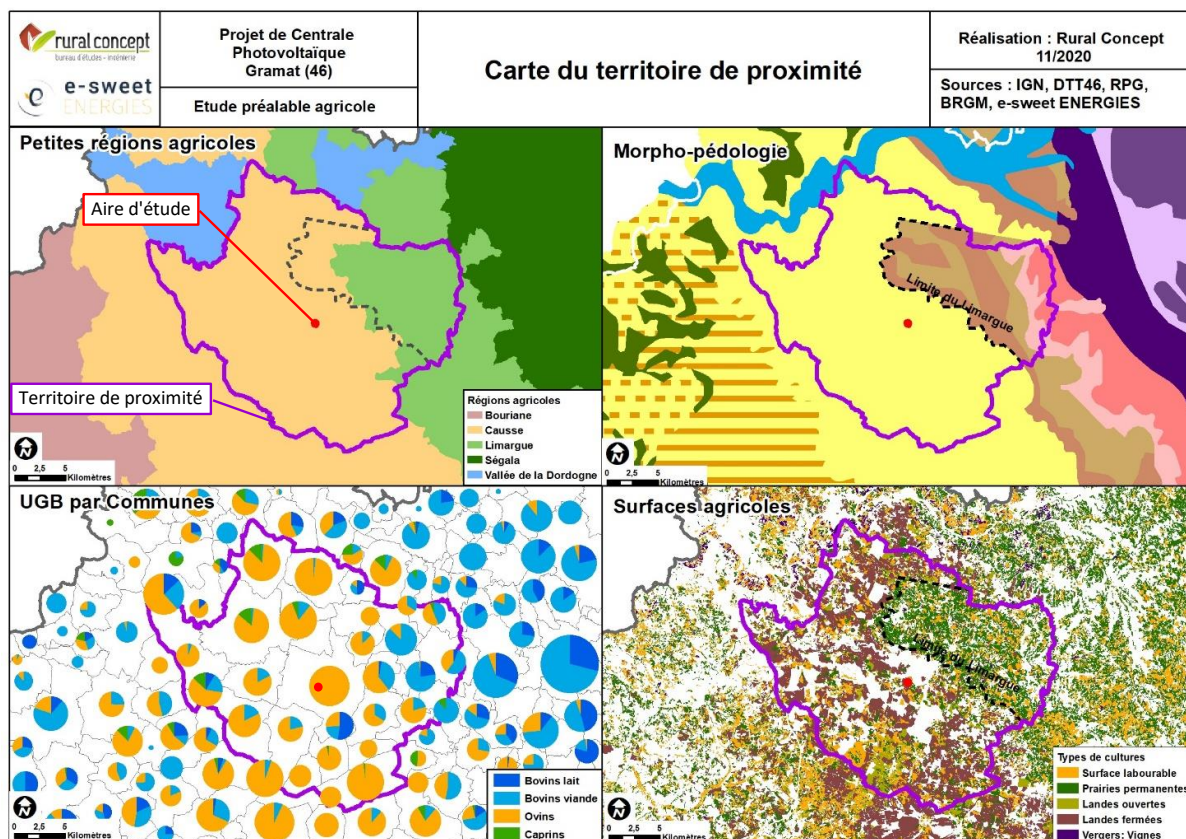 rural concept
bureau d'études - ingénierie
e-sweet
ENERGIES
Projet de Centrale
Photovoltaïque
Gramat (46)
Etude préalable agricole
Carte du territoire de proximité
Réalisation : Rural Concept
11/2020
Sources : IGN, DTT46, RPG,
BRGM, e-sweet ENERGIES
Petites régions agricoles
Aire d'étude
Territoire de proximité
Régions agricoles
Bouriane
Causse
Limargue
Ségala
Vallée de la Dordogne
N
0 2,5 5
Kilomètres
Morpho-pédologie
Limite du Limargue
N
0 2,5 5
Kilomètres
UGB par Communes
Bovins lait
Bovins viande
Ovins
Caprins
N
0 2,5 5
Kilomètres
Surfaces agricoles
Limite du Limargue
Types de cultures
Surface labourable
Prairies permanentes
Landes ouvertes
Landes fermées
Vergers; Vignes
N
0 2,5 5
Kilomètres